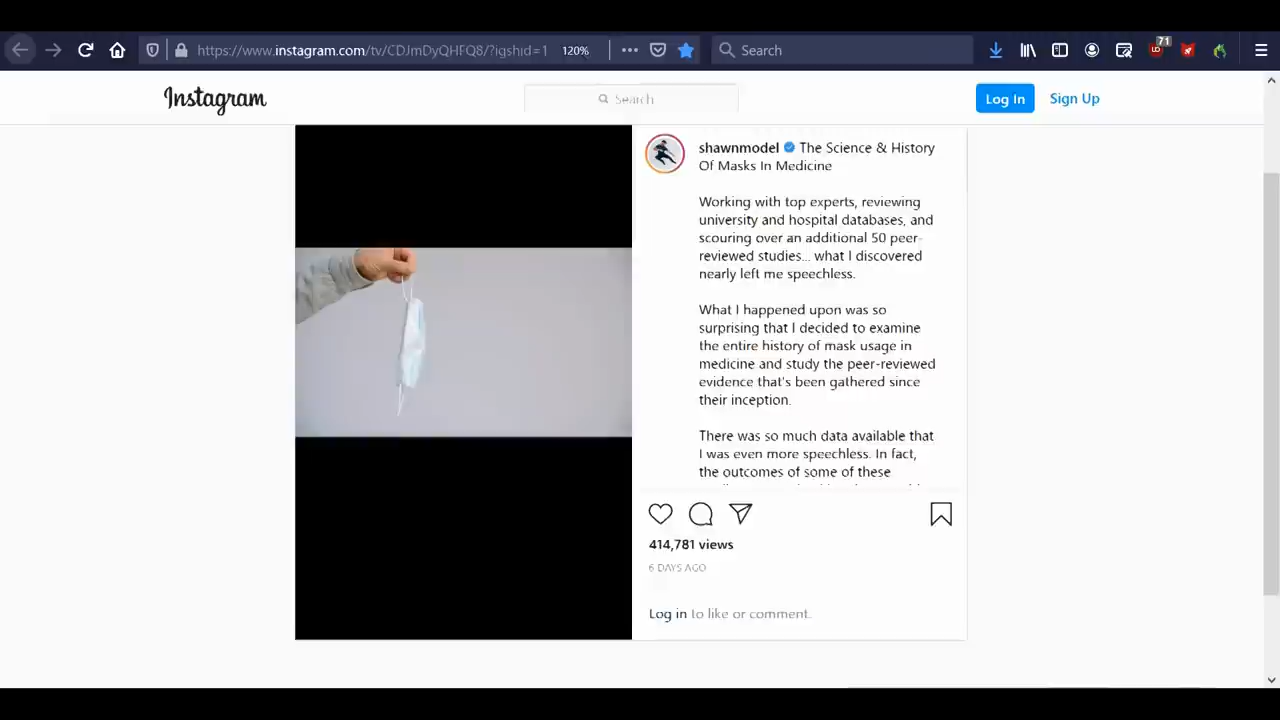 https://www.instagram.com/tv/CDJmDyQHFQ8/?igshid=1
120%
Search
71
Instagram
Search
Log In
Sign Up
shawnmodel The Science & History
Of Masks In Medicine
Working with top experts, reviewing
university and hospital databases, and
scouring over an additional 50 peer-
reviewed studies... what I discovered
nearly left me speechless.
What I happened upon was so
surprising that I decided to examine
the entire history of mask usage in
medicine and study the peer-reviewed
evidence that's been gathered since
their inception.
There was so much data available that
I was even more speechless. In fact,
the outcomes of some of these
414,781 views
6 DAYS AGO
Log in to like or comment.